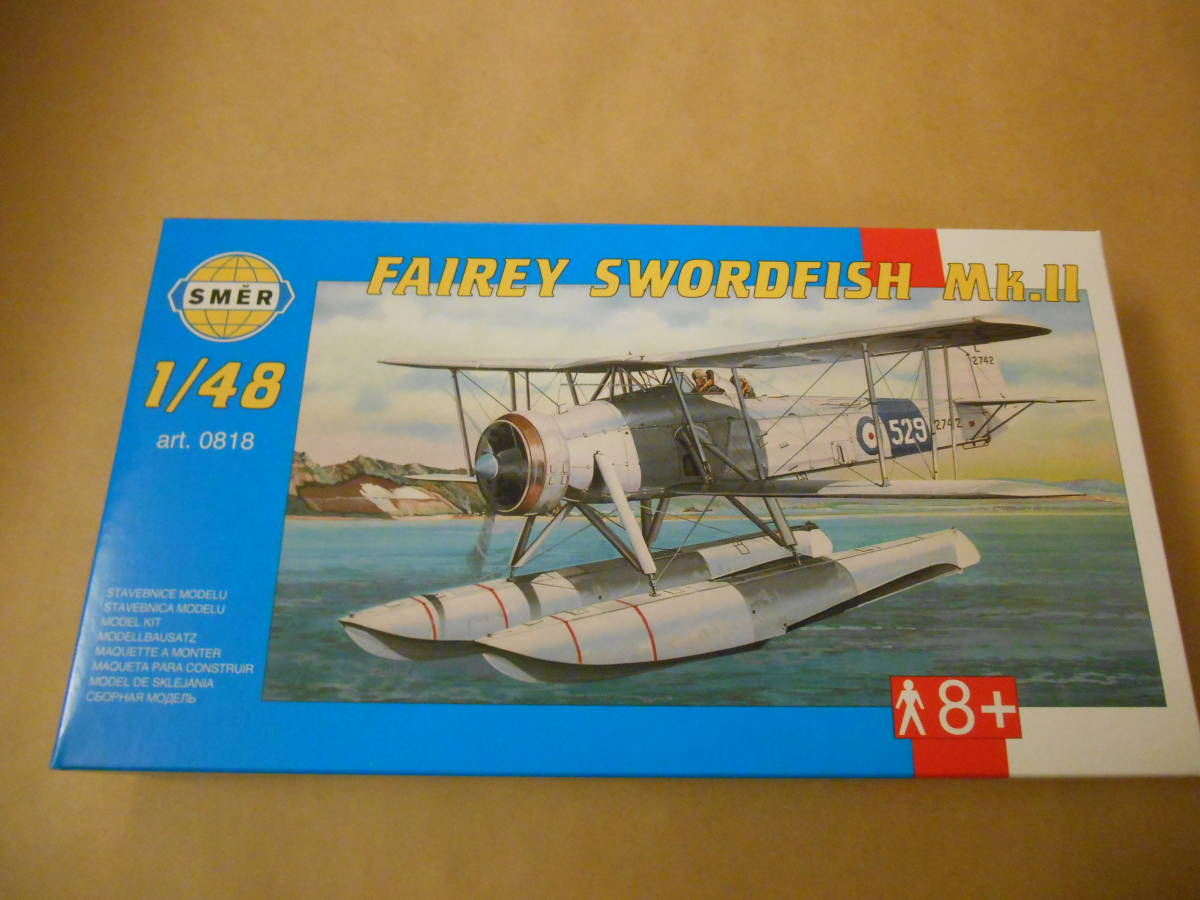 FAIREY SWORDFISH Mk.II
SMĚR
1/48
art. 0818
L
2742
529
2742
STAVEBNICE MODELU
STAVEBNICA MODELU
MODEL KIT
MODELLBAUSATZ
MAQUETTE A MONTER
MAQUETA PARA CONSTRUIR
MODEL DE SKLEJANIA
СБОРНАЯ МОДЕЛЬ
8+